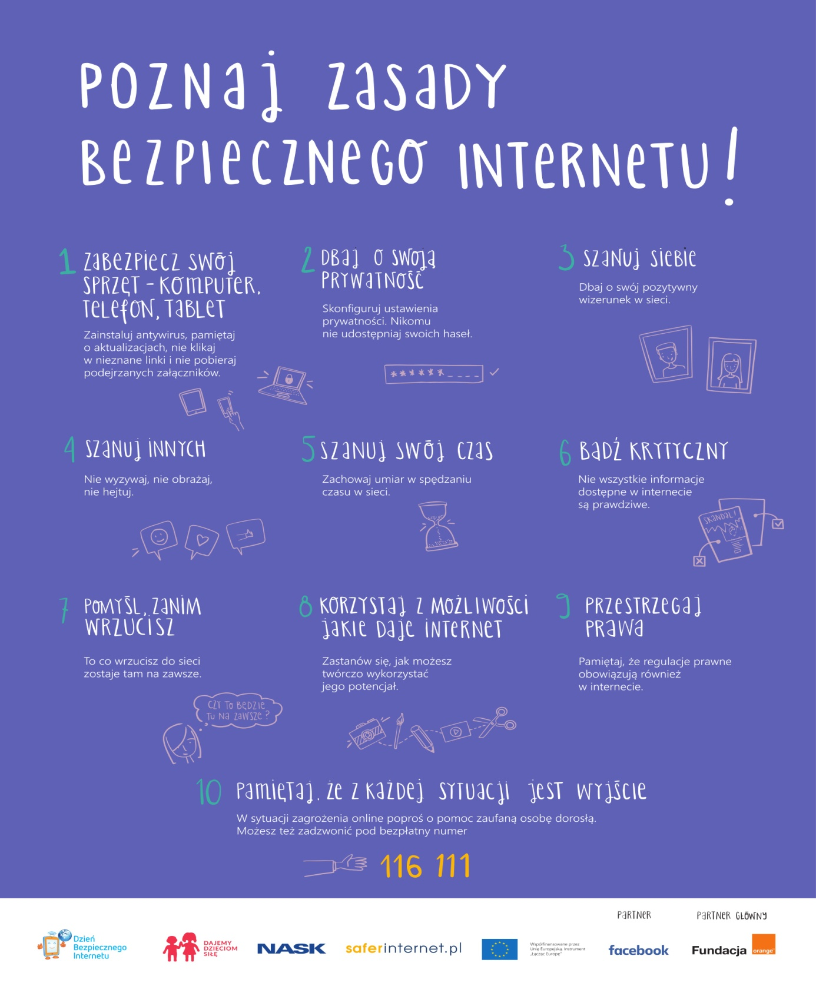 POZNAJ ZASADY
BEZPIECZNEGO INTERNETU!
1 ZABEZPIECZ SWÓJ
SPRZĘT - KOMPUTER,
TELEFON, TABLET
Zainstaluj antywirus, pamiętaj
o aktualizacjach, nie klikaj
w nieznane linki i nie pobieraj
podejrzanych załączników.
2 DBAJ O SWOJĄ
PRYWATNOŚĆ
Skonfiguruj ustawienia
prywatności. Nikomu
nie udostępniaj swoich haseł.
******____
3 SZANUJ SIEBIE
Dbaj o swój pozytywny
wizerunek w sieci.
4 SZANUJ INNYCH
Nie wyzywaj, nie obrażaj,
nie hejtuj.
5 SZANUJ SWÓJ CZAS
Zachowaj umiar w spędzaniu
czasu w sieci.
6 BĄDŹ KRYTYCZNY
Nie wszystkie informacje
dostępne w internecie
są prawdziwe.
SKANDAL!
7 POMYŚL, ZANIM
WRZUCISZ
To co wrzucisz do sieci
zostaje tam na zawsze.
CZY TO BĘDZIE
TU NA ZAWSZE?
8 KORZYSTAJ Z MOŻLIWOŚCI
JAKIE DAJE INTERNET
Zastanów się, jak możesz
twórczo wykorzystać
jego potencjał.
9 PRZESTRZEGAJ
PRAWA
Pamiętaj, że regulacje prawne
obowiązują również
w internecie.
10 PAMIĘTAJ, ŻE Z KAŻDEJ SYTUACJI JEST WYJŚCIE
W sytuacji zagrożenia online poproś o pomoc zaufaną osobę dorosłą.
Możesz też zadzwonić pod bezpłatny numer
116 111
Dzień
Bezpiecznego
Internetu
DAJEMY
DZIECIOM
SIŁĘ
NASK
saferinternet.pl
Współfinansowane przez
Unię Europejską. Instrument
„Łącząc Europę"
PARTNER
facebook
PARTNER GŁÓWNY
Fundacja
orange